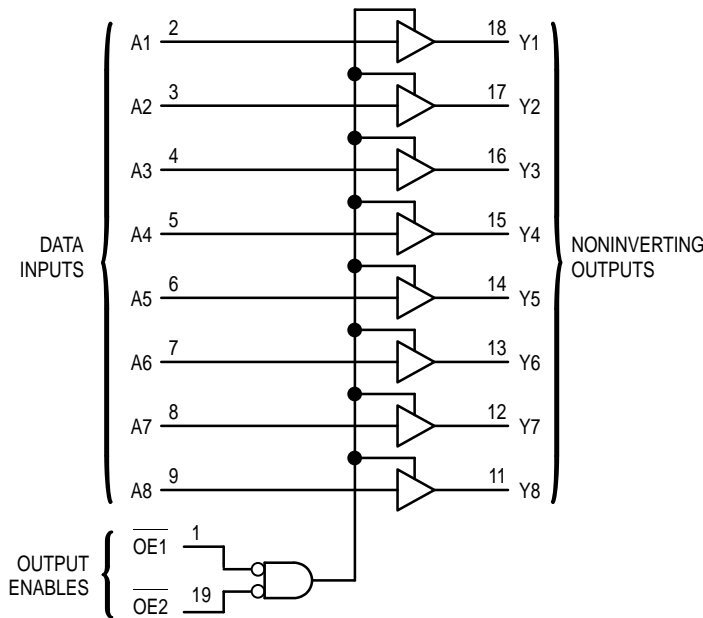 A1 2 18 Y1
A2 3 17 Y2
A3 4 16 Y3
A4 5 15 Y4
DATA
INPUTS
NONINVERTING
OUTPUTS
A5 6 14 Y5
A6 7 13 Y6
A7 8 12 Y7
A8 9 11 Y8
OUTPUT
ENABLES
OE1 1
OE2 19